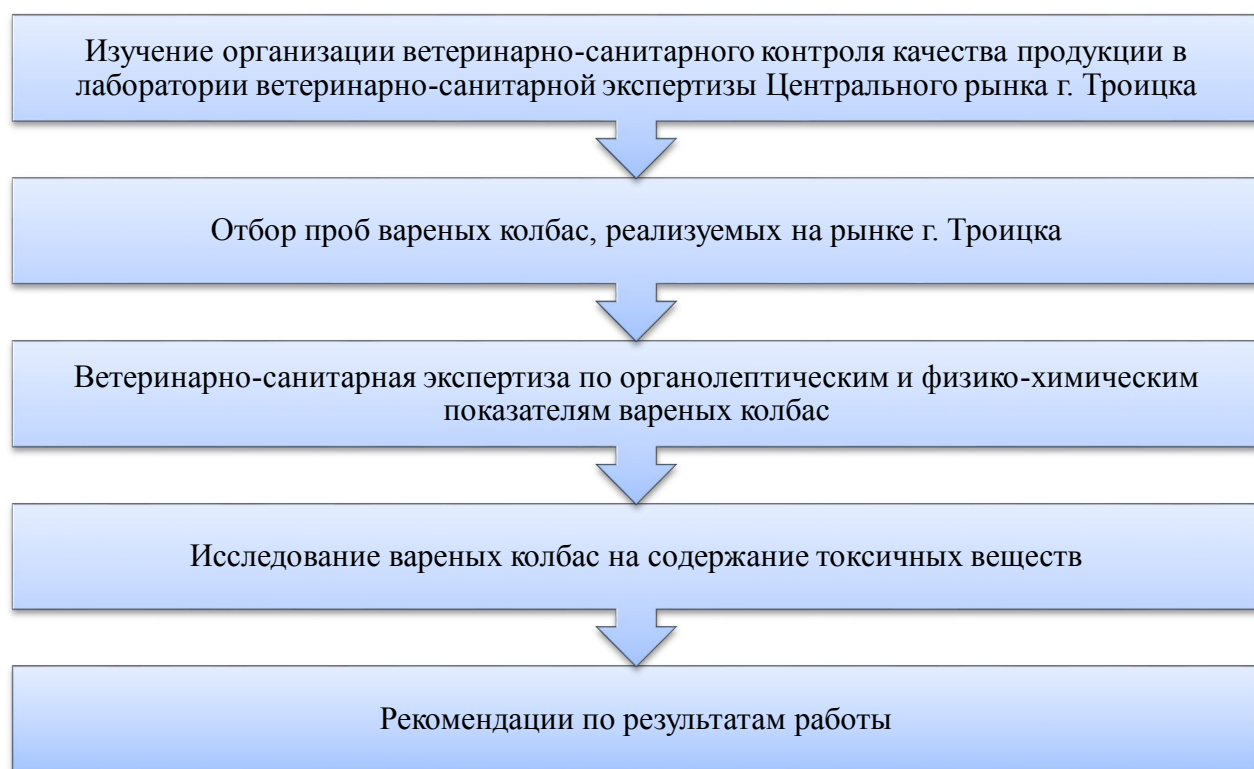 Изучение организации ветеринарно-санитарного контроля качества продукции в
лаборатории ветеринарно-санитарной экспертизы Центрального рынка г. Троицка
Отбор проб вареных колбас, реализуемых на рынке г. Троицка
Ветеринарно-санитарная экспертиза по органолептическим и физико-химическим
показателям вареных колбас
Исследование вареных колбас на содержание токсичных веществ
Рекомендации по результатам работы